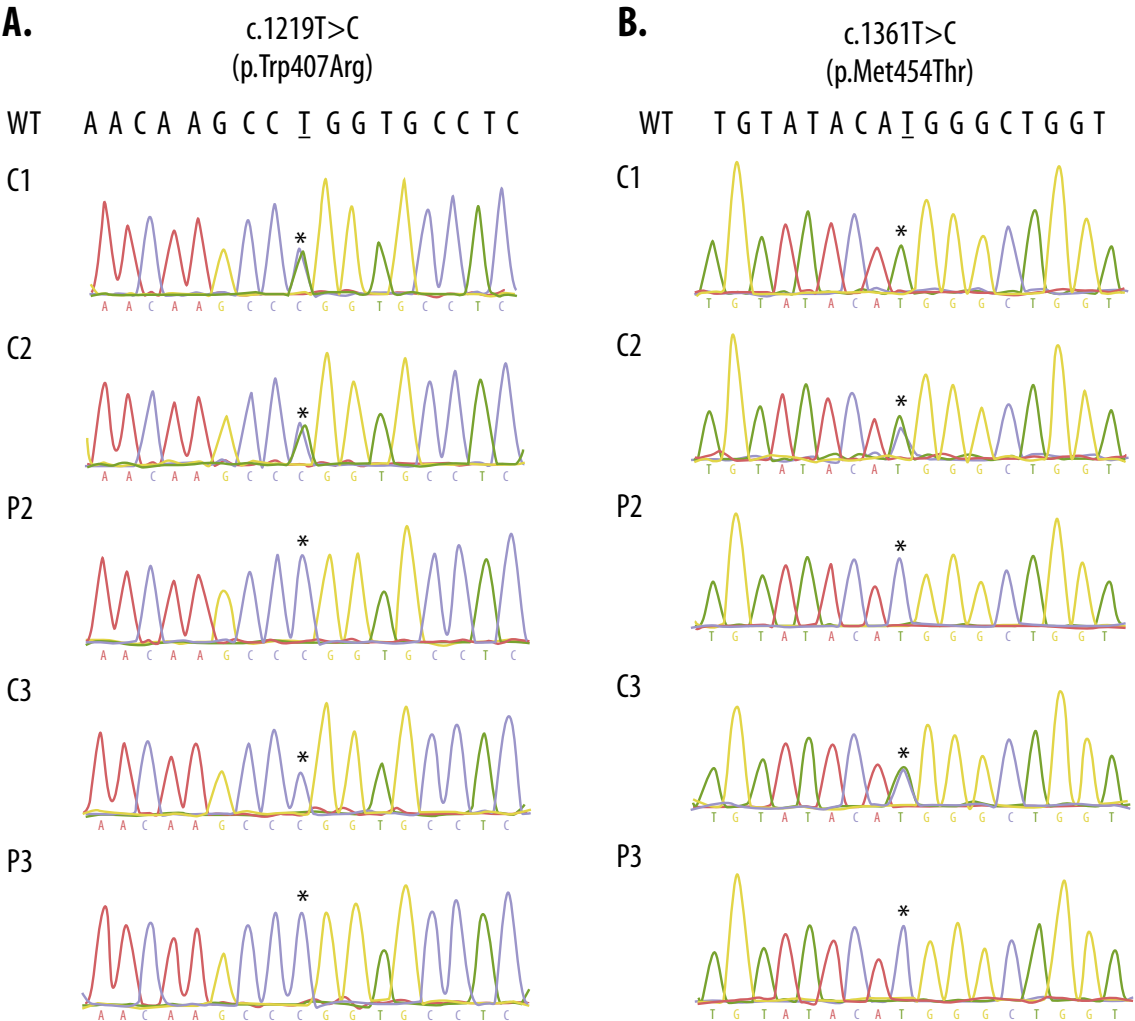 A.
c.1219T>C
(p.Trp407Arg)
WT A A C A A G C C T G G T G C C T C
C1
*
A A C A A G C C C G G T G C C T C
C2
*
A A C A A G C C C G G T G C C T C
P2
*
A A C A A G C C C G G T G C C T C
C3
*
A A C A A G C C C G G T G C C T C
P3
*
A A C A A G C C C G G T G C C T C
B.
c.1361T>C
(p.Met454Thr)
WT T G T A T A C A T G G G C T G G T
C1
*
T G T A T A C A T G G G C T G G T
C2
*
T G T A T A C A T G G G C T G G T
P2
*
T G T A T A C A T G G G C T G G T
C3
*
T G T A T A C A T G G G C T G G T
P3
*
T G T A T A C A T G G G C T G G T